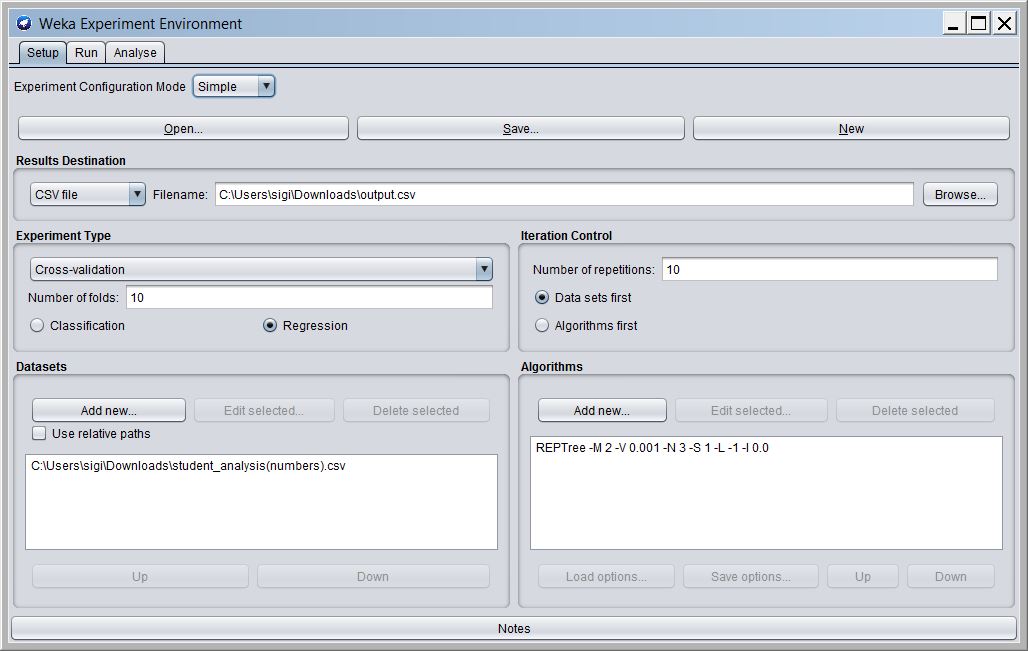 Weka Experiment Environment
Setup Run Analyse
Experiment Configuration Mode Simple
Open... Save... New
Results Destination
CSV file Filename: C:\Users\sigi\Downloads\output.csv Browse...
Experiment Type
Cross-validation
Number of folds: 10
Classification Regression
Iteration Control
Number of repetitions: 10
Data sets first
Algorithms first
Datasets
Add new... Edit selected... Delete selected
Use relative paths
C:\Users\sigi\Downloads\student_analysis(numbers).csv
Up Down
Algorithms
Add new... Edit selected... Delete selected
REPTree -M 2 -V 0.001 -N 3 -S 1 -L -1 -I 0.0
Load options... Save options... Up Down
Notes